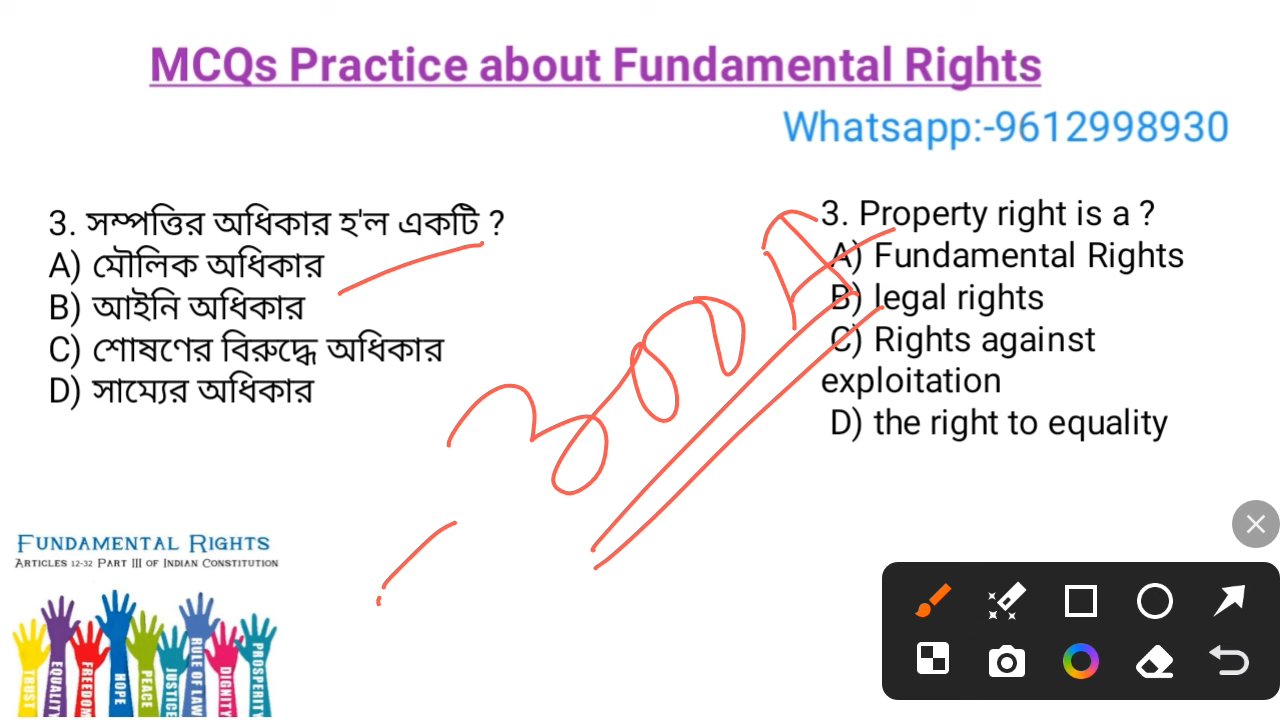 MCQs Practice about Fundamental Rights
Whatsapp:-9612998930
3. সম্পত্তির অধিকার হ'ল একটি ?
A) মৌলিক অধিকার
B) আইনি অধিকার
C) শোষণের বিরুদ্ধে অধিকার
D) সাম্যের অধিকার
3. Property right is a ?
A) Fundamental Rights
B) legal rights
C) Rights against
exploitation
D) the right to equality
FUNDAMENTAL RIGHTS
ARTICLES 12-32 PART III OF INDIAN CONSTITUTION
TRUST
EQUALITY
FREEDOM
HOPE
PEACE
JUSTICE
RULE OF LAW
DIGNITY
PROSPERITY